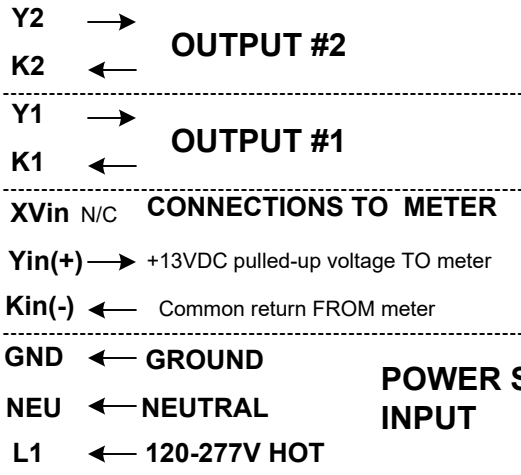 Y2
OUTPUT #2
K2
Y1
OUTPUT #1
K1
XVin N/C CONNECTIONS TO METER
Yin(+) +13VDC pulled-up voltage TO meter
Kin(-) Common return FROM meter
GND GROUND
POWER S
NEU NEUTRAL
INPUT
L1 120-277V HOT